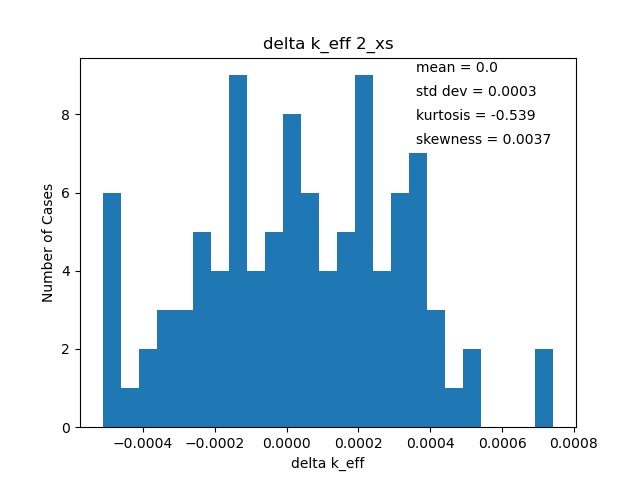 delta k_eff 2_xs
mean = 0.0
std dev = 0.0003
kurtosis = -0.539
skewness = 0.0037
Number of Cases
8
6
4
2
0
−0.0004 −0.0002 0.0000 0.0002 0.0004 0.0006 0.0008
delta k_eff